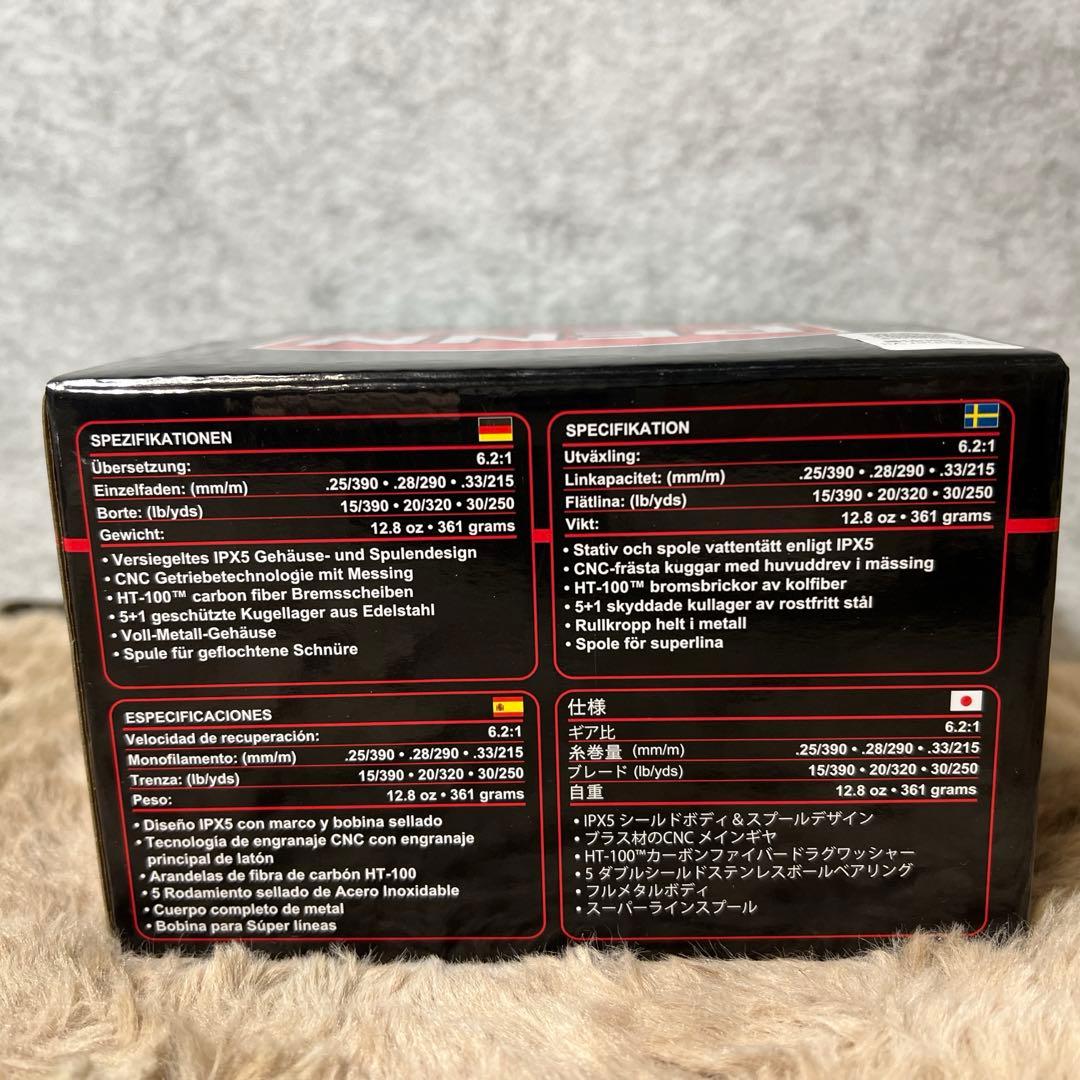 PENN
SPEZIFIKATIONEN
Übersetzung: 6.2:1
Einzelfaden: (mm/m) .25/390 • .28/290 • .33/215
Borte: (lb/yds) 15/390 • 20/320 • 30/250
Gewicht: 12.8 oz • 361 grams
• Versiegeltes IPX5 Gehäuse- und Spulendesign
• CNC Getriebetechnologie mit Messing
• HT-100™ carbon fiber Bremsscheiben
• 5+1 geschützte Kugellager aus Edelstahl
• Voll-Metall-Gehäuse
• Spule für geflochtene Schnüre
SPECIFIKATION
Utväxling: 6.2:1
Linkapacitet: (mm/m) .25/390 • .28/290 • .33/215
Flätlina: (lb/yds) 15/390 • 20/320 • 30/250
Vikt: 12.8 oz • 361 grams
• Stativ och spole vattentätt enligt IPX5
• CNC-frästa kuggar med huvuddrev i mässing
• HT-100™ bromsbrickor av kolfiber
• 5+1 skyddade kullager av rostfritt stål
• Rullkropp helt i metall
• Spole för superlina
ESPECIFICACIONES
Velocidad de recuperación: 6.2:1
Monofilamento: (mm/m) .25/390 • .28/290 • .33/215
Trenza: (lb/yds) 15/390 • 20/320 • 30/250
Peso: 12.8 oz • 361 grams
• Diseño IPX5 con marco y bobina sellado
• Tecnología de engranaje CNC con engranaje
principal de latón
• Arandelas de fibra de carbón HT-100
• 5 Rodamiento sellado de Acero Inoxidable
• Cuerpo completo de metal
• Bobina para Súper líneas
仕様
ギア比 6.2:1
糸巻量 (mm/m) .25/390 • .28/290 • .33/215
ブレード (lb/yds) 15/390 • 20/320 • 30/250
自重 12.8 oz • 361 grams
• IPX5 シールドボディ＆スプールデザイン
• ブラス材のCNC メインギヤ
• HT-100™カーボンファイバードラグワッシャー
• 5 ダブルシールドステンレスボールベアリング
• フルメタルボディ
• スーパーラインスプール